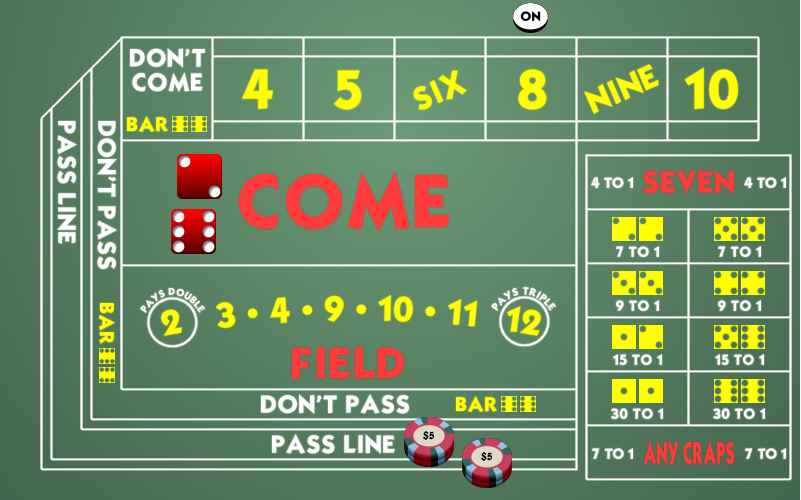 ON
DON'T
COME
BAR
4 5 SIX 8 NINE 10
PASS LINE
DON'T PASS
BAR
COME
4 TO 1 SEVEN 4 TO 1
7 TO 1 7 TO 1
9 TO 1 9 TO 1
15 TO 1 15 TO 1
30 TO 1 30 TO 1
7 TO 1 ANY CRAPS 7 TO 1
PAYS DOUBLE
2
3 • 4 • 9 • 10 • 11
PAYS TRIPLE
12
FIELD
DON'T PASS BAR
PASS LINE
$5
$5